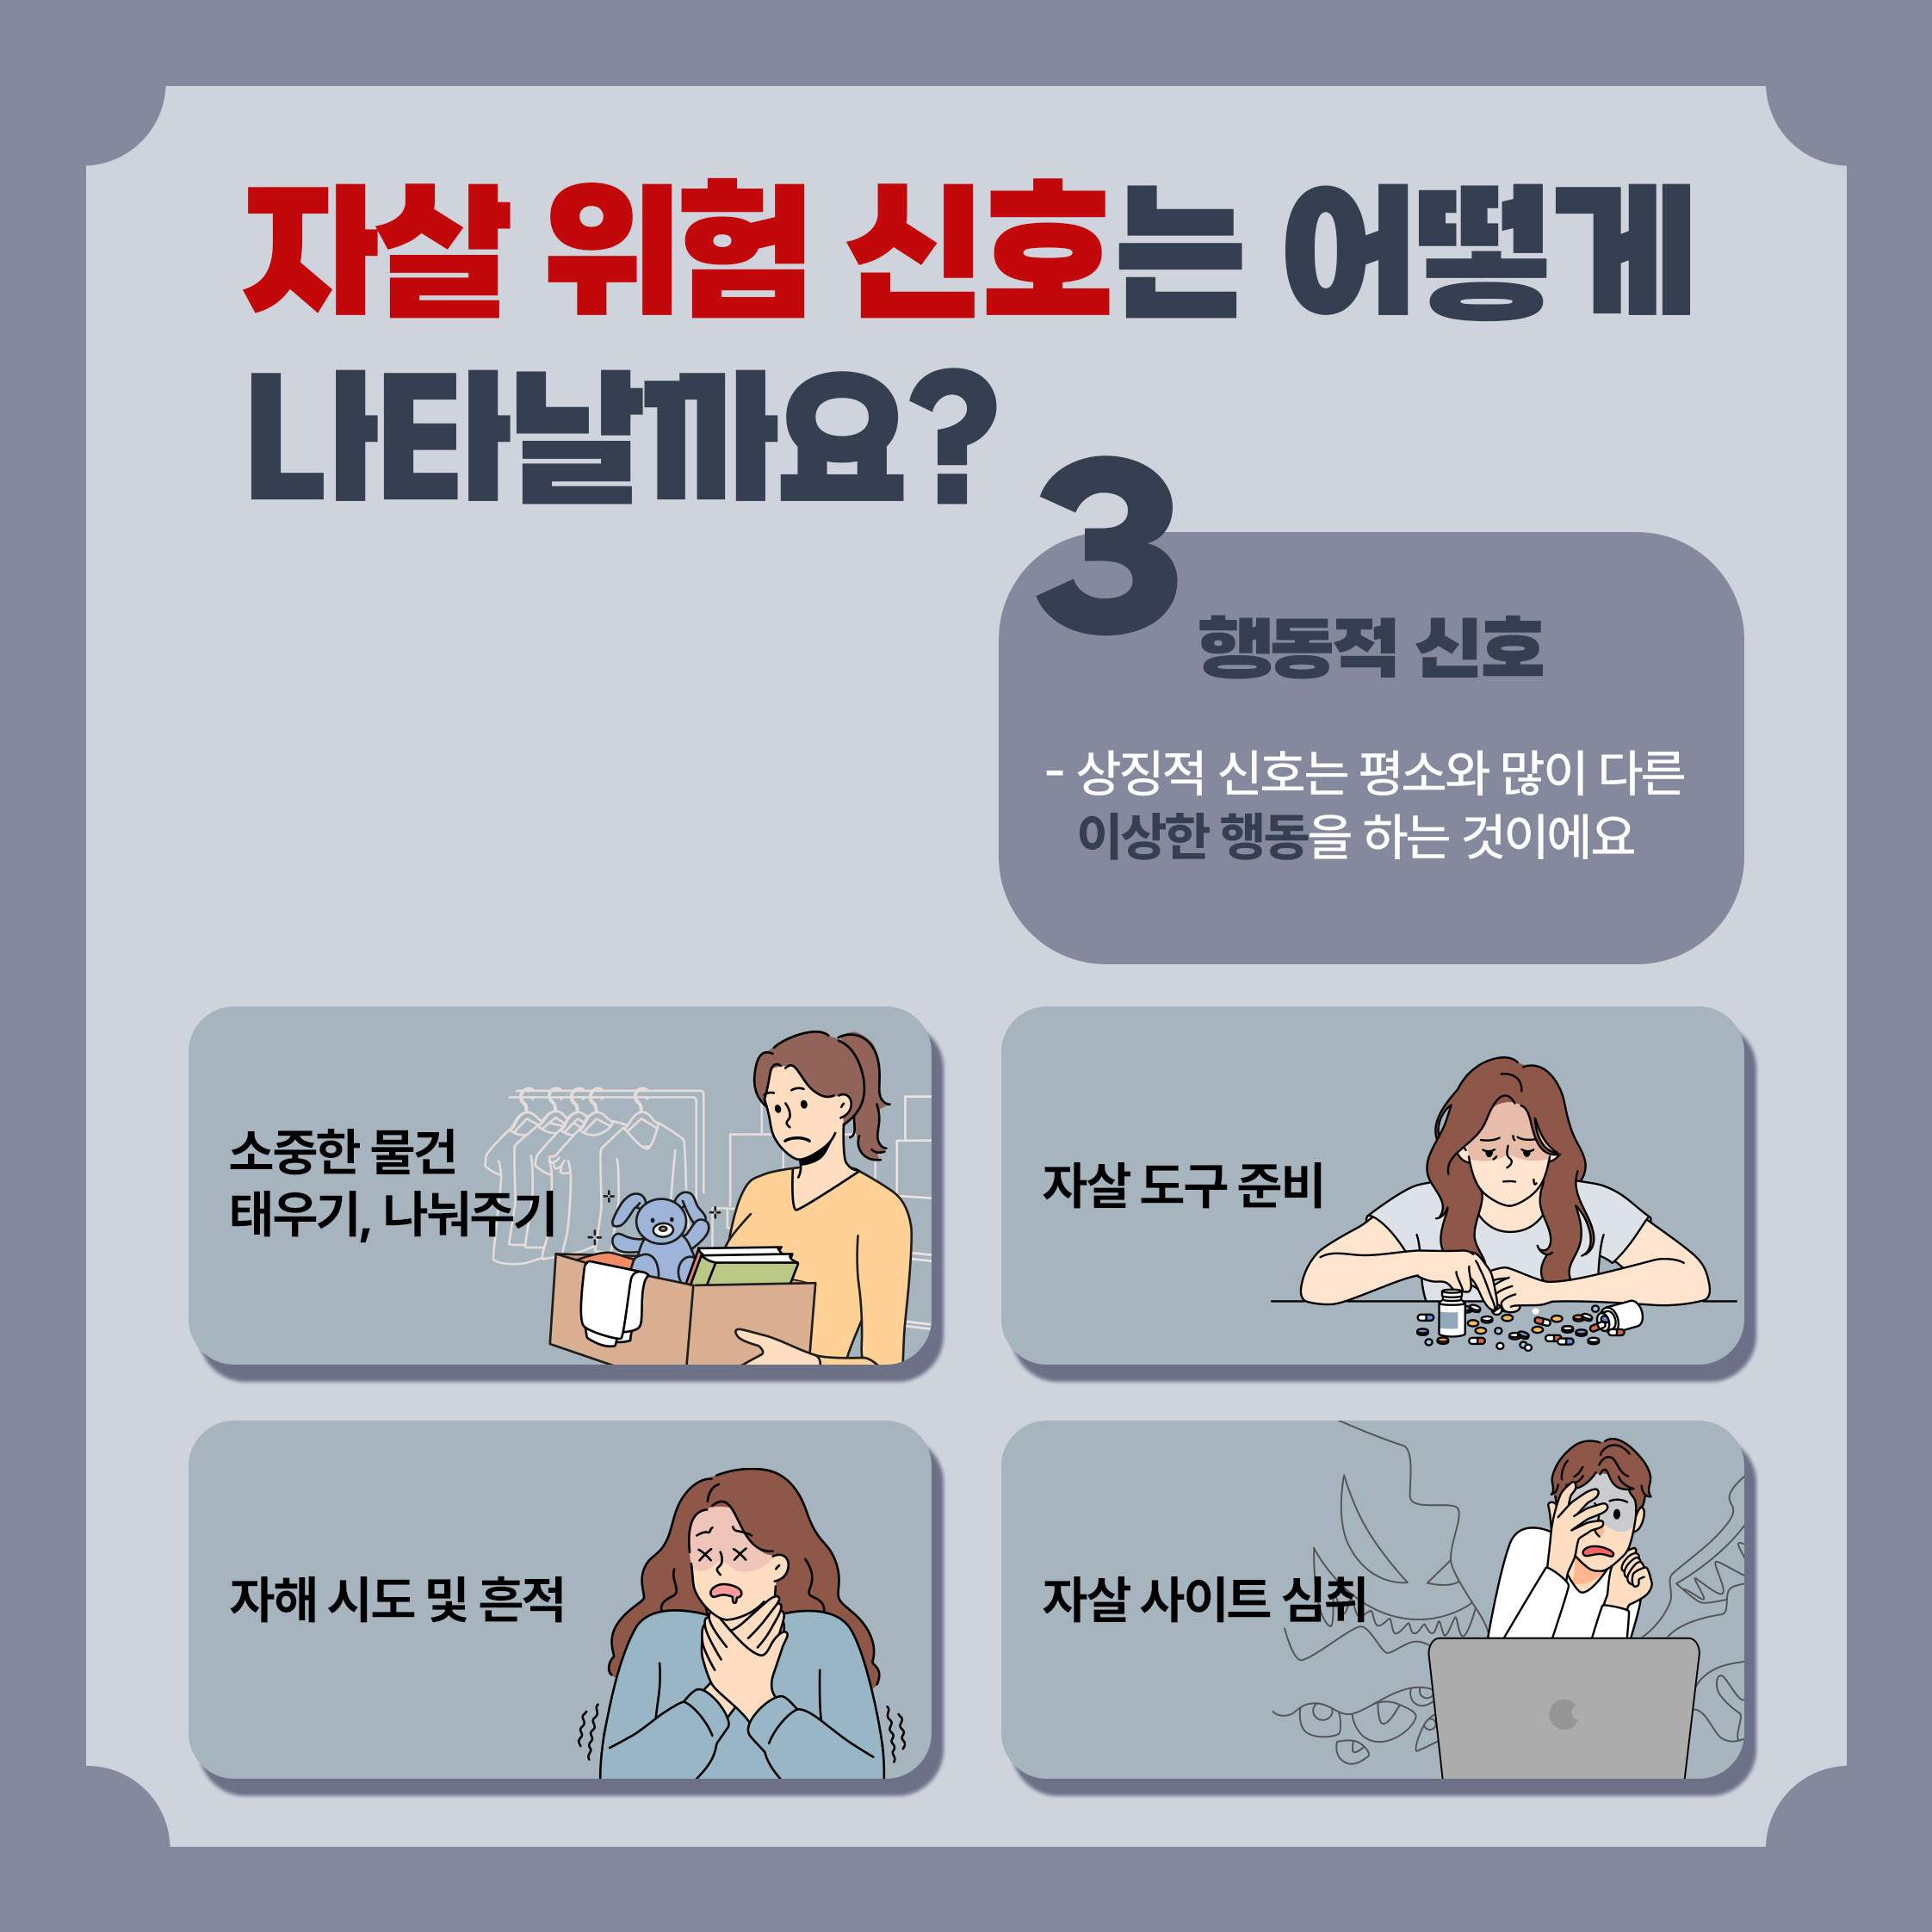 자살 위험 신호는 어떻게
나타날까요?
3
행동적 신호
- 상징적 신호는 평소와 많이 다른
이상한 행동을 하는 것이에요
소중한 물건
태우기, 나눠주기
자살 도구 준비
자해 시도 및 흔적
자살 사이트 심취